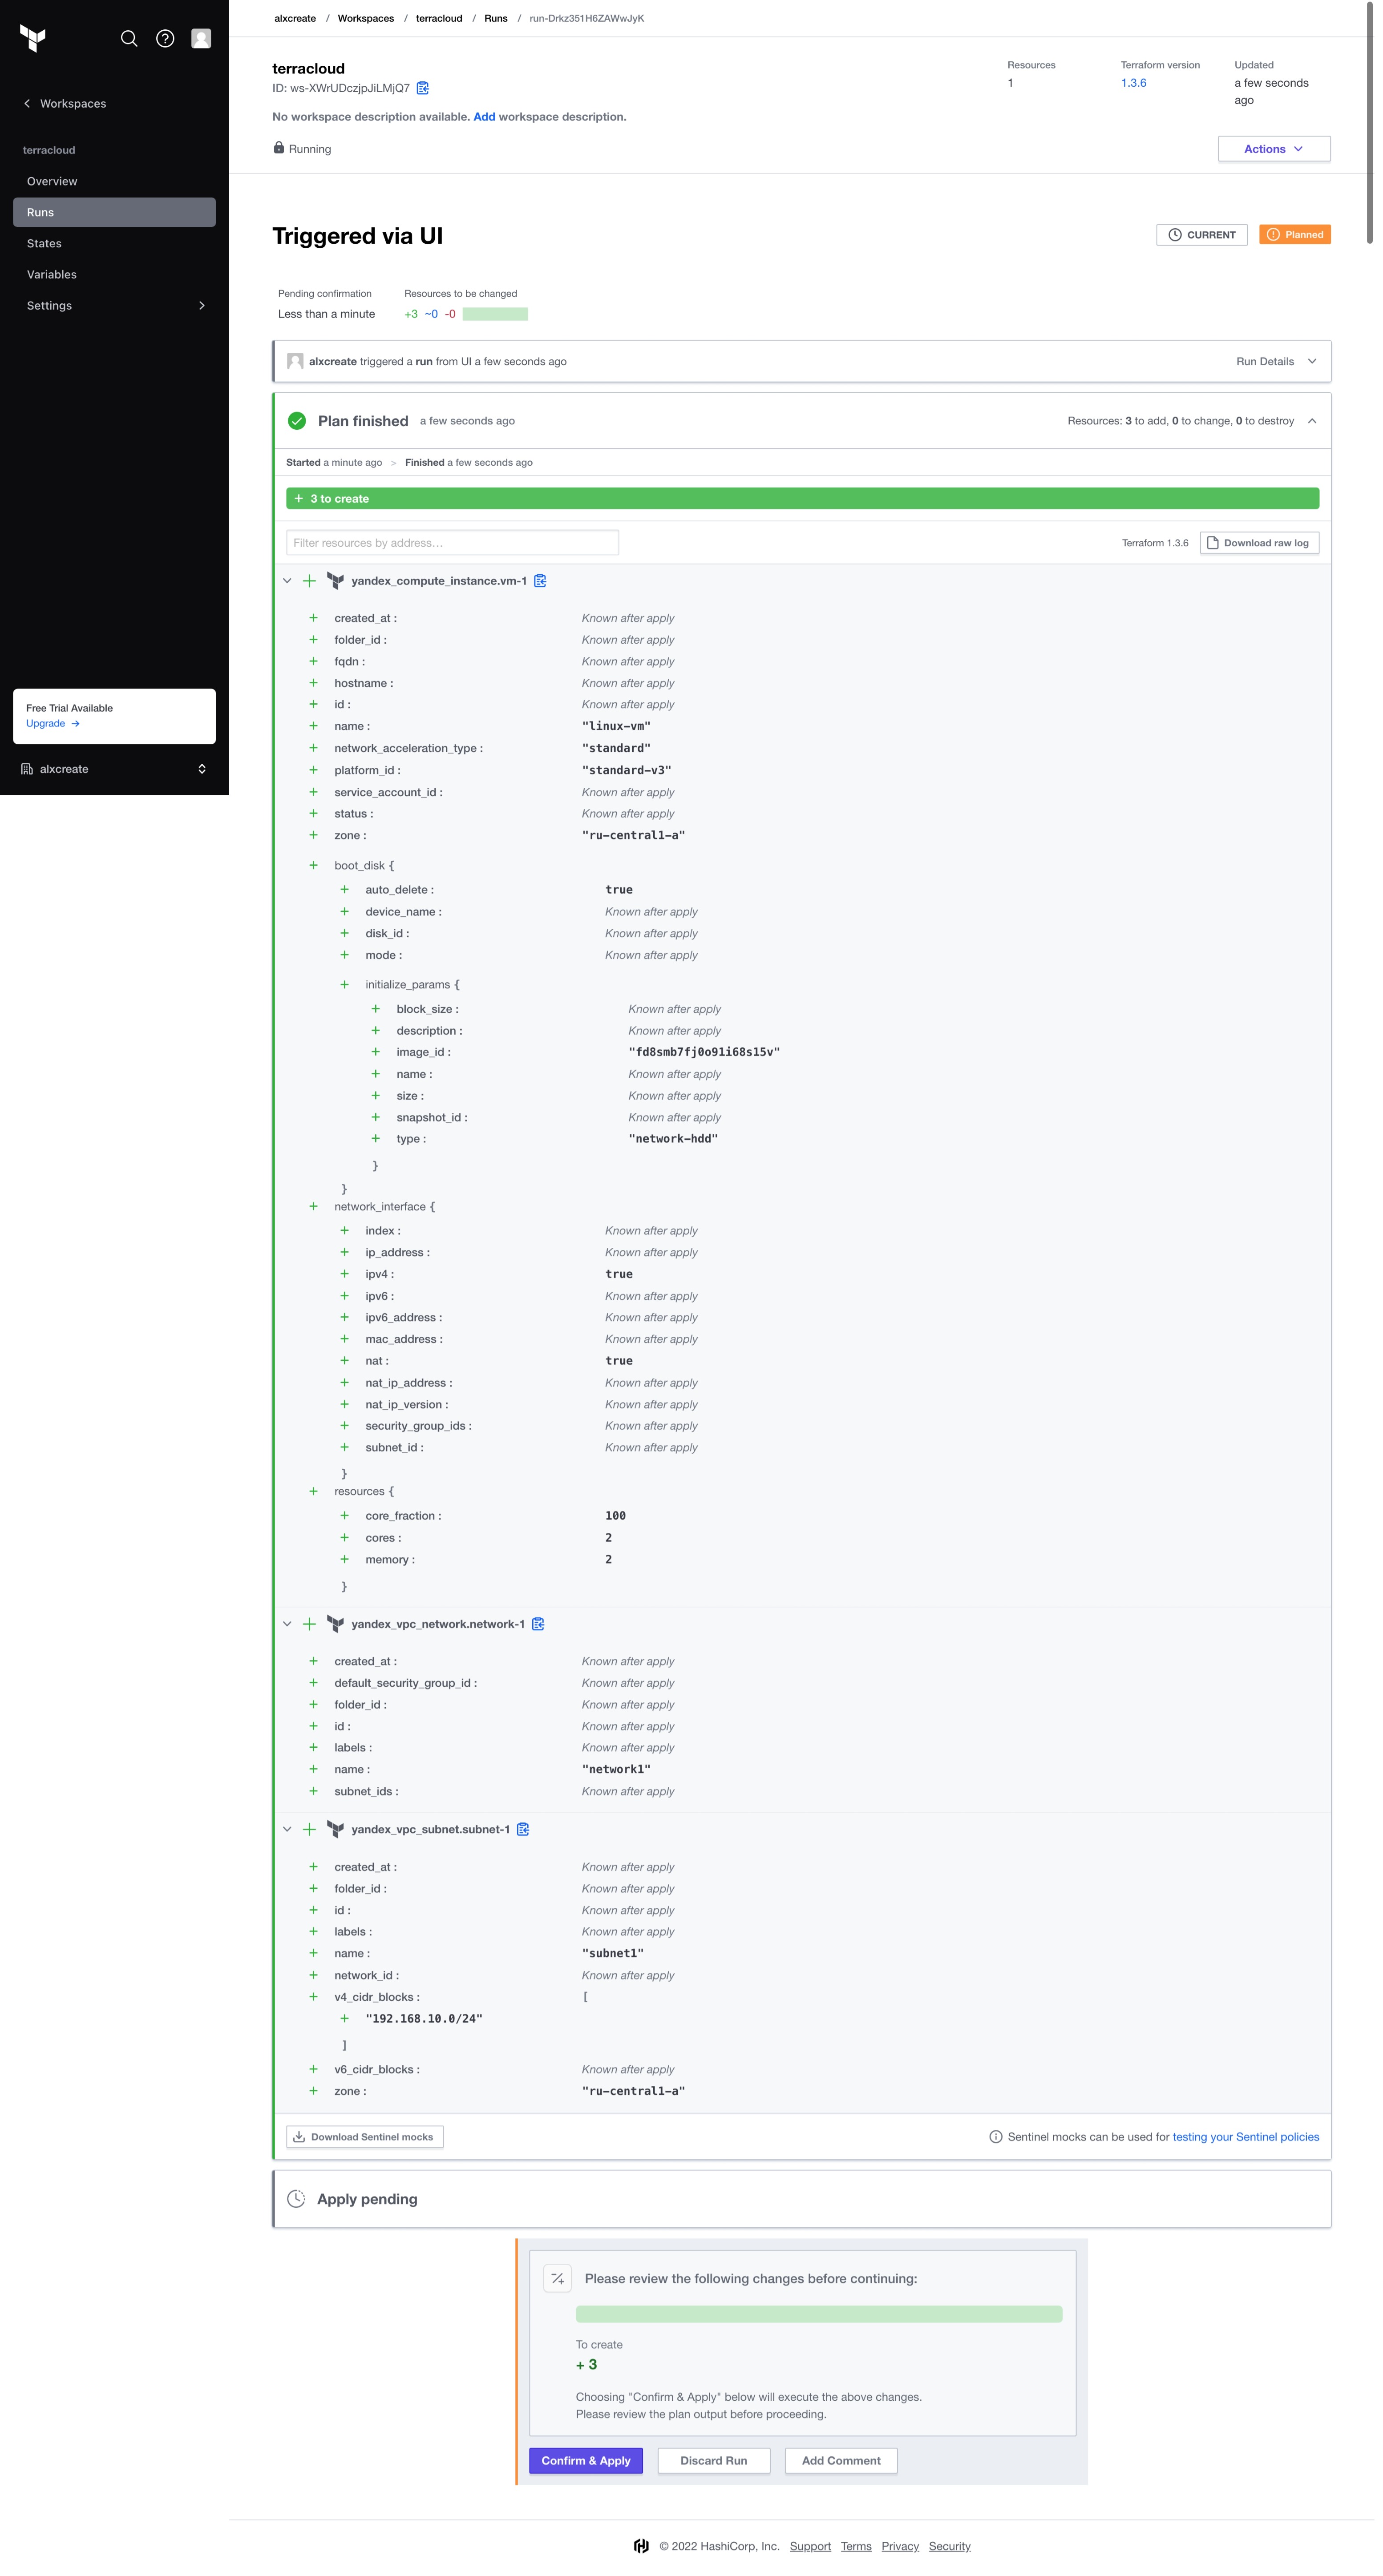 alxcreate / Workspaces / terracloud / Runs / run-Drkz351H6ZAWwJyK
Workspaces
terracloud
Overview
Runs
States
Variables
Settings
Free Trial Available
Upgrade →
alxcreate
terracloud
ID: ws-XWrUDczjpJiLMjQ7
No workspace description available. Add workspace description.
Running
Resources
1
Terraform version
1.3.6
Updated
a few seconds
ago
Actions
Triggered via UI
CURRENT
Planned
Pending confirmation
Less than a minute
Resources to be changed
+3 ~0 -0
alxcreate triggered a run from UI a few seconds ago
Run Details
Plan finished a few seconds ago
Resources: 3 to add, 0 to change, 0 to destroy
Started a minute ago > Finished a few seconds ago
+ 3 to create
Filter resources by address…
Terraform 1.3.6
Download raw log
+ yandex_compute_instance.vm-1
+ created_at : Known after apply
+ folder_id : Known after apply
+ fqdn : Known after apply
+ hostname : Known after apply
+ id : Known after apply
+ name : "linux-vm"
+ network_acceleration_type : "standard"
+ platform_id : "standard-v3"
+ service_account_id : Known after apply
+ status : Known after apply
+ zone : "ru-central1-a"
+ boot_disk {
+ auto_delete : true
+ device_name : Known after apply
+ disk_id : Known after apply
+ mode : Known after apply
+ initialize_params {
+ block_size : Known after apply
+ description : Known after apply
+ image_id : "fd8smb7fj0o91i68s15v"
+ name : Known after apply
+ size : Known after apply
+ snapshot_id : Known after apply
+ type : "network-hdd"
}
}
+ network_interface {
+ index : Known after apply
+ ip_address : Known after apply
+ ipv4 : true
+ ipv6 : Known after apply
+ ipv6_address : Known after apply
+ mac_address : Known after apply
+ nat : true
+ nat_ip_address : Known after apply
+ nat_ip_version : Known after apply
+ security_group_ids : Known after apply
+ subnet_id : Known after apply
}
+ resources {
+ core_fraction : 100
+ cores : 2
+ memory : 2
}
+ yandex_vpc_network.network-1
+ created_at : Known after apply
+ default_security_group_id : Known after apply
+ folder_id : Known after apply
+ id : Known after apply
+ labels : Known after apply
+ name : "network1"
+ subnet_ids : Known after apply
+ yandex_vpc_subnet.subnet-1
+ created_at : Known after apply
+ folder_id : Known after apply
+ id : Known after apply
+ labels : Known after apply
+ name : "subnet1"
+ network_id : Known after apply
+ v4_cidr_blocks : [
+ "192.168.10.0/24"
]
+ v6_cidr_blocks : Known after apply
+ zone : "ru-central1-a"
Download Sentinel mocks
Sentinel mocks can be used for testing your Sentinel policies
Apply pending
Please review the following changes before continuing:
To create
+ 3
Choosing "Confirm & Apply" below will execute the above changes.
Please review the plan output before proceeding.
Confirm & Apply
Discard Run
Add Comment
© 2022 HashiCorp, Inc. Support Terms Privacy Security